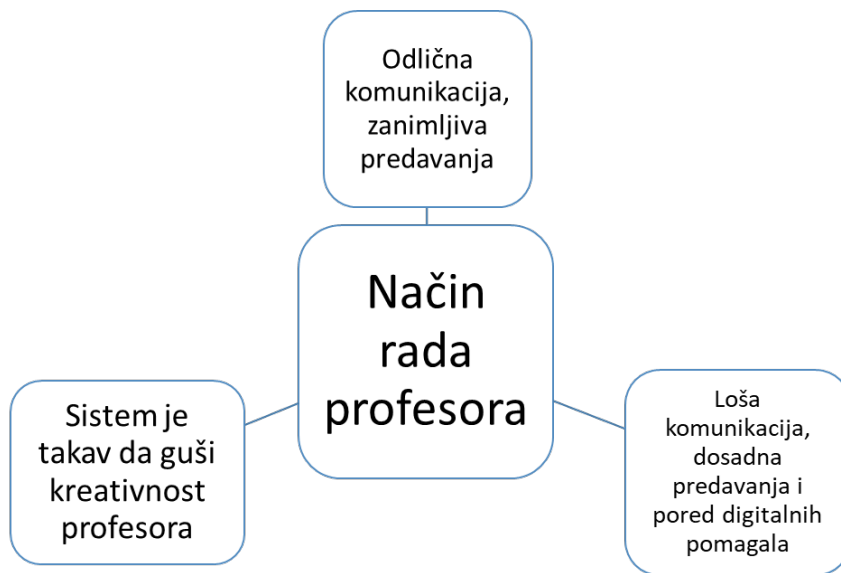 Odlična
komunikacija,
zanimljiva
predavanja
Način
rada
profesora
Sistem je
takav da guši
kreativnost
profesora
Loša
komunikacija,
dosadna
predavanja i
pored digitalnih
pomagala